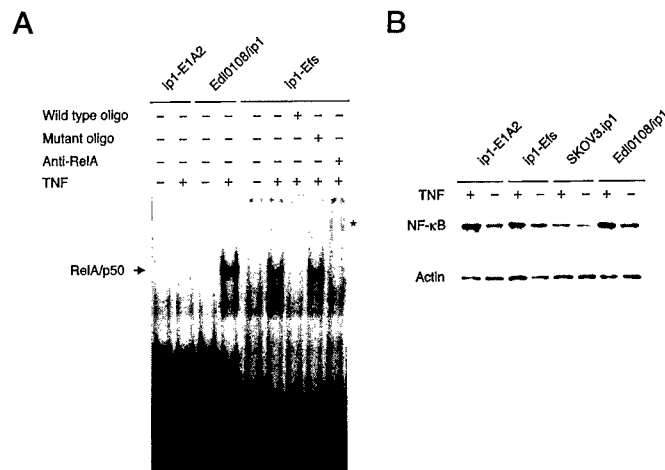 A
ip1-E1A2
Edl0108/ip1
ip1-Efs
Wild type oligo − − − − − − + − −
Mutant oligo − − − − − − − + −
Anti-RelA − − − − − − − − +
TNF − + − + − + + + +
*
RelA/p50
B
ip1-E1A2
ip1-Efs
SKOV3.ip1
Edl0108/ip1
TNF + − + − + − + −
NF-κB
Actin